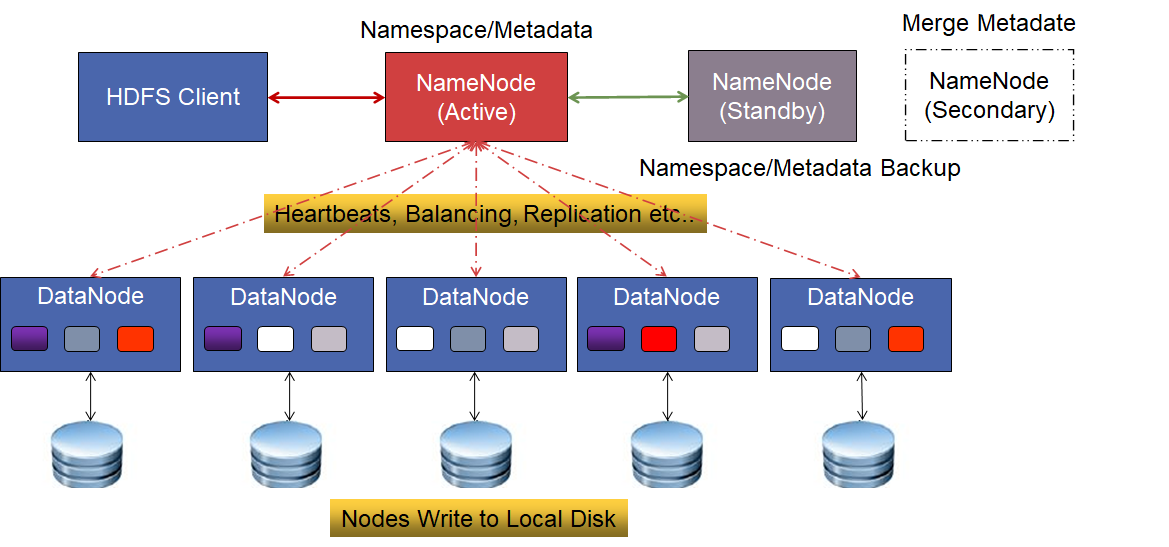 Namespace/Metadata
Merge Metadate
HDFS Client
NameNode
(Active)
NameNode
(Standby)
NameNode
(Secondary)
Namespace/Metadata Backup
Heartbeats, Balancing, Replication etc..
DataNode
DataNode
DataNode
DataNode
DataNode
Nodes Write to Local Disk